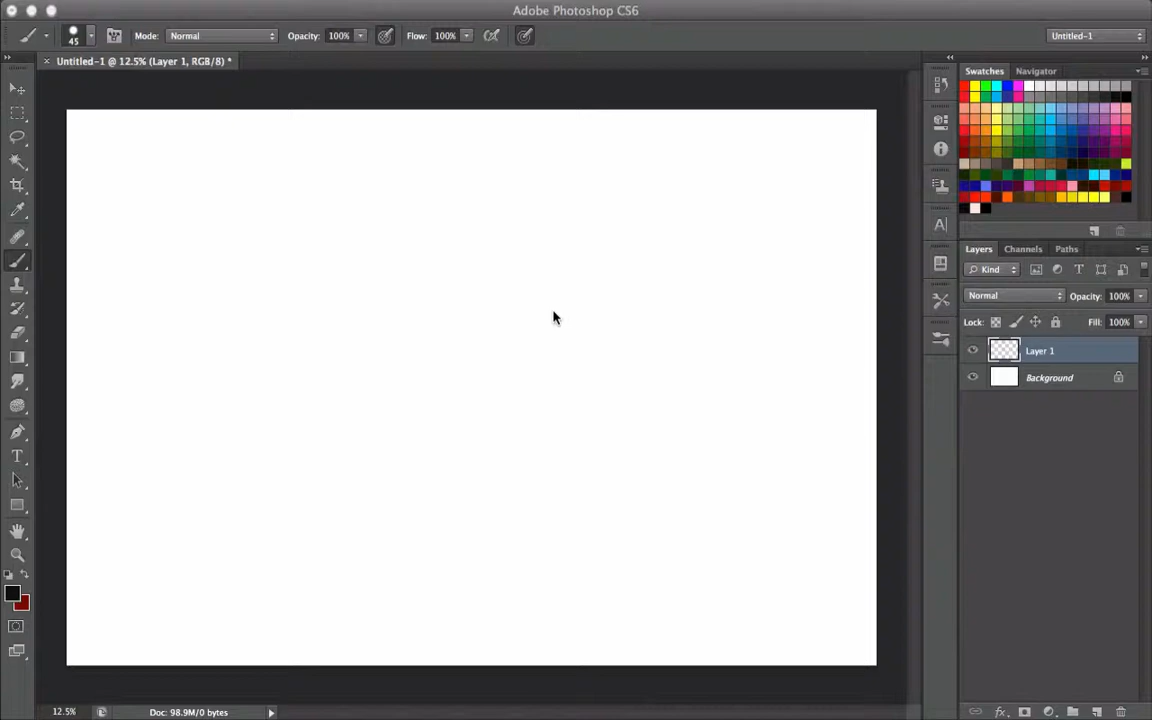 Adobe Photoshop CS6
45
Mode: Normal
Opacity: 100%
Flow: 100%
Untitled-1
Untitled-1 @ 12.5% (Layer 1, RGB/8) *
Swatches
Navigator
A
Layers
Channels
Paths
Kind
T
Normal
Opacity: 100%
Lock:
Fill: 100%
Layer 1
Background
T
12.5%
Doc: 98.9M/0 bytes
fx